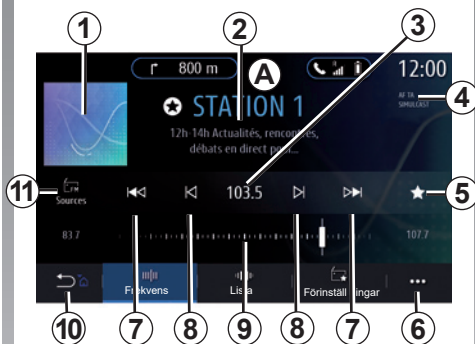 1
2
3
800 m
A
12:00
AF TA
SIMULCAST
4
STATION 1
12h-14h Actualités, rencontres,
débats en direct pour...
11
FM
Sources
103.5
5
83.7
107.7
Frekvens
Lista
Förinställningar
10
7
8
9
8
7
6